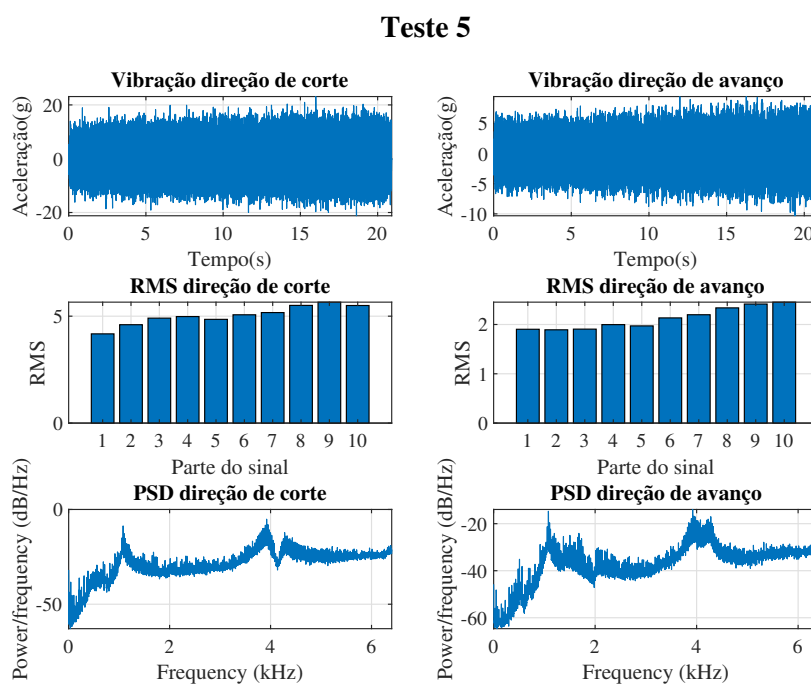 Teste 5
Vibração direção de corte
Aceleração(g)
20
0
-20
0 5 10 15 20
Tempo(s)
Vibração direção de avanço
Aceleração(g)
5
0
-5
-10
0 5 10 15 20
Tempo(s)
RMS direção de corte
RMS
5
0
1 2 3 4 5 6 7 8 9 10
Parte do sinal
RMS direção de avanço
RMS
2
1
0
1 2 3 4 5 6 7 8 9 10
Parte do sinal
PSD direção de corte
Power/frequency (dB/Hz)
0
-50
0 2 4 6
Frequency (kHz)
PSD direção de avanço
Power/frequency (dB/Hz)
-20
-40
-60
0 2 4 6
Frequency (kHz)